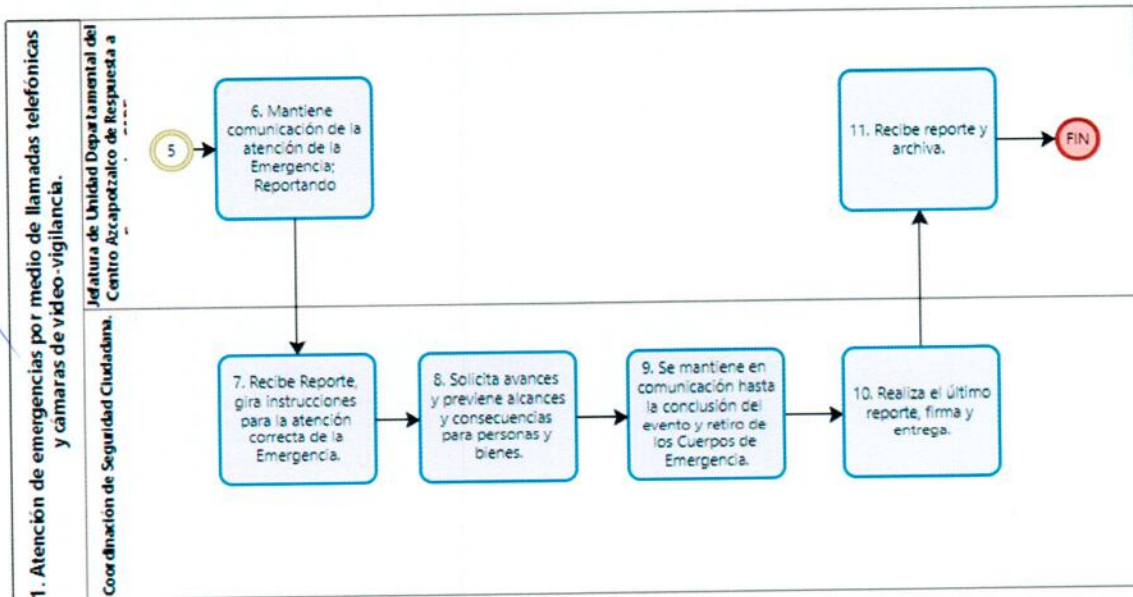 1. Atención de emergencias por medio de llamadas telefónicas
y cámaras de video-vigilancia.
Jefatura de Unidad Departamental del
Centro Azcapotzalco de Respuesta a
5
6. Mantiene
comunicación de la
atención de la
Emergencia;
Reportando
11. Recibe reporte y
archiva.
FIN
Coordinación de Seguridad Ciudadana.
7. Recibe Reporte,
gira instrucciones
para la atención
correcta de la
Emergencia.
8. Solicita avances
y previene alcances
y consecuencias
para personas y
bienes.
9. Se mantiene en
comunicación hasta
la conclusión del
evento y retiro de
los Cuerpos de
Emergencia.
10. Realiza el último
reporte, firma y
entrega.